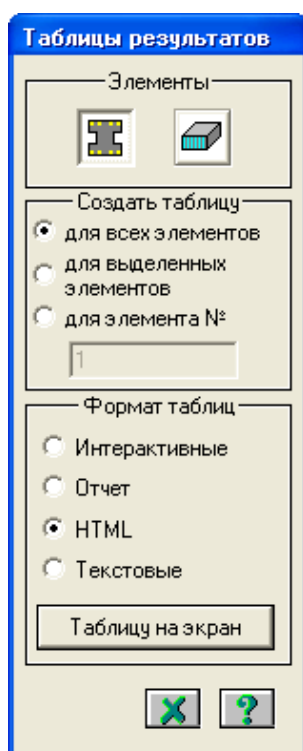 Таблицы результатов
Элементы
Создать таблицу
для всех элементов
для выделенных
элементов
для элемента №
1
Формат таблиц
Интерактивные
Отчет
HTML
Текстовые
Таблицу на экран
?